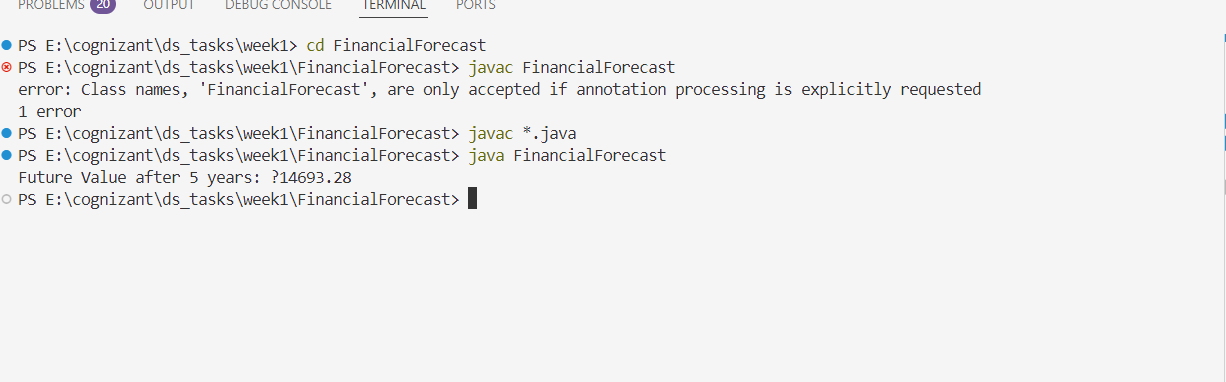 PROBLEMS 20 OUTPUT DEBUG CONSOLE TERMINAL PORTS
PS E:\cognizant\ds_tasks\week1> cd FinancialForecast
PS E:\cognizant\ds_tasks\week1\FinancialForecast> javac FinancialForecast
error: Class names, 'FinancialForecast', are only accepted if annotation processing is explicitly requested
1 error
PS E:\cognizant\ds_tasks\week1\FinancialForecast> javac *.java
PS E:\cognizant\ds_tasks\week1\FinancialForecast> java FinancialForecast
Future Value after 5 years: ?14693.28
PS E:\cognizant\ds_tasks\week1\FinancialForecast>